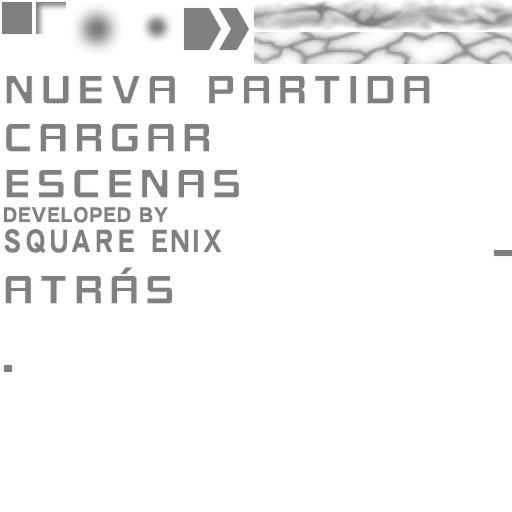 NUEVA PARTIDA
CARGAR
ESCENAS
DEVELOPED BY
SQUARE ENIX
ATRÁS